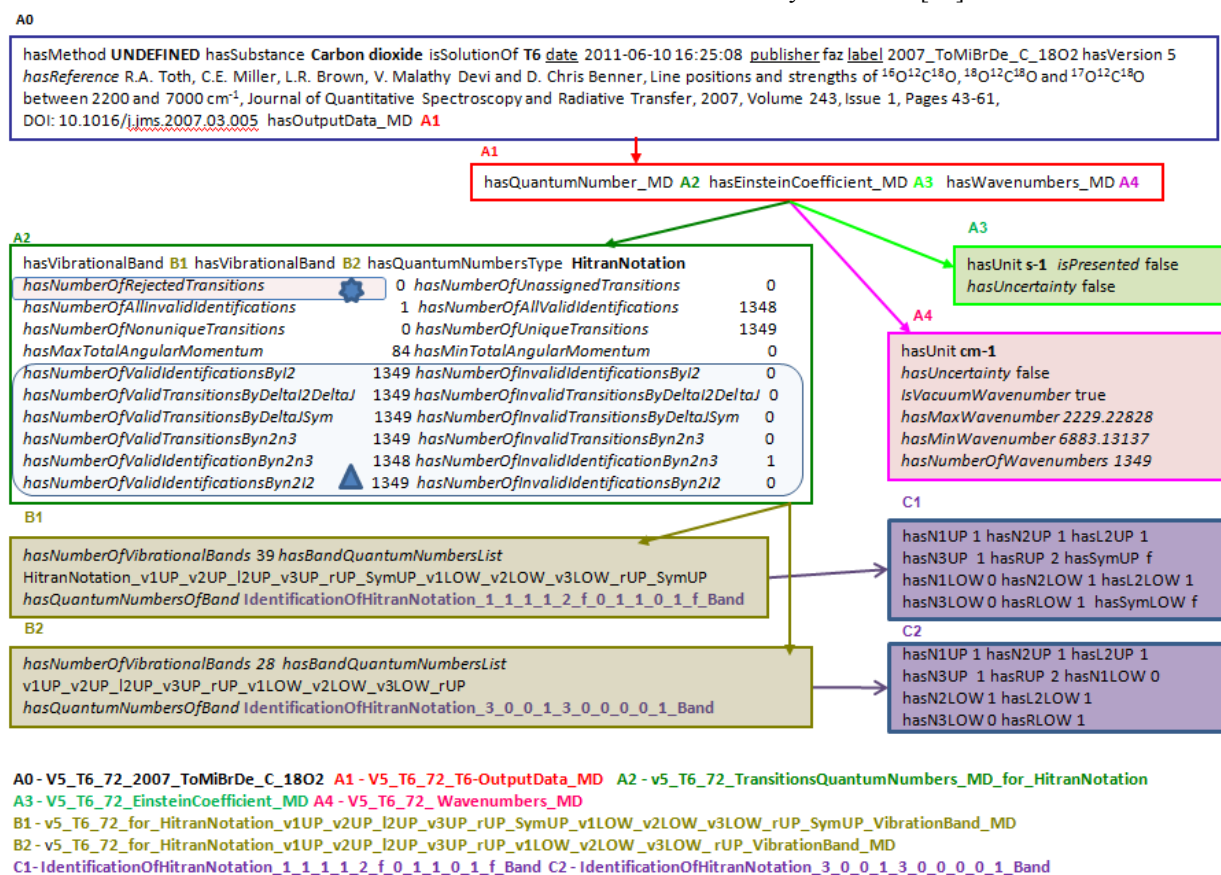 A0
hasMethod UNDEFINED hasSubstance Carbon dioxide isSolutionOf T6 date 2011-06-10 16:25:08 publisher faz label 2007_ToMiBrDe_C_18O2 hasVersion 5
hasReference R.A. Toth, C.E. Miller, L.R. Brown, V. Malathy Devi and D. Chris Benner, Line positions and strengths of ¹⁶O¹²C¹⁸O, ¹⁸O¹²C¹⁸O and ¹⁷O¹²C¹⁸O
between 2200 and 7000 cm⁻¹, Journal of Quantitative Spectroscopy and Radiative Transfer, 2007, Volume 243, Issue 1, Pages 43-61,
DOI: 10.1016/j.jms.2007.03.005 hasOutputData_MD A1
A1
hasQuantumNumber_MD A2 hasEinsteinCoefficient_MD A3 hasWavenumbers_MD A4
A2
hasVibrationalBand B1 hasVibrationalBand B2 hasQuantumNumbersType HitranNotation
hasNumberOfRejectedTransitions 0 hasNumberOfUnassignedTransitions 0
hasNumberOfAllInvalidIdentifications 1 hasNumberOfAllValidIdentifications 1348
hasNumberOfNonuniqueTransitions 0 hasNumberOfUniqueTransitions 1349
hasMaxTotalAngularMomentum 84 hasMinTotalAngularMomentum 0
hasNumberOfValidIdentificationsByl2 1349 hasNumberOfInvalidIdentificationsByl2 0
hasNumberOfValidTransitionsByDeltal2DeltaJ 1349 hasNumberOfInvalidTransitionsByDeltal2DeltaJ 0
hasNumberOfValidTransitionsByDeltaJSym 1349 hasNumberOfInvalidTransitionsByDeltaJSym 0
hasNumberOfValidTransitionsByn2n3 1349 hasNumberOfInvalidTransitionsByn2n3 0
hasNumberOfValidIdentificationByn2n3 1348 hasNumberOfInvalidIdentificationByn2n3 1
hasNumberOfValidIdentificationsByn2l2 1349 hasNumberOfInvalidIdentificationsByn2l2 0
A3
hasUnit s-1 isPresented false
hasUncertainty false
A4
hasUnit cm-1
hasUncertainty false
IsVacuumWavenumber true
hasMaxWavenumber 2229.22828
hasMinWavenumber 6883.13137
hasNumberOfWavenumbers 1349
B1
hasNumberOfVibrationalBands 39 hasBandQuantumNumbersList
HitranNotation_v1UP_v2UP_l2UP_v3UP_rUP_SymUP_v1LOW_v2LOW_v3LOW_rUP_SymUP
hasQuantumNumbersOfBand IdentificationOfHitranNotation_1_1_1_1_2_f_0_1_1_0_1_f_Band
C1
hasN1UP 1 hasN2UP 1 hasL2UP 1
hasN3UP 1 hasRUP 2 hasSymUP f
hasN1LOW 0 hasN2LOW 1 hasL2LOW 1
hasN3LOW 0 hasRLOW 1 hasSymLOW f
B2
hasNumberOfVibrationalBands 28 hasBandQuantumNumbersList
v1UP_v2UP_l2UP_v3UP_rUP_v1LOW_v2LOW_v3LOW_rUP
hasQuantumNumbersOfBand IdentificationOfHitranNotation_3_0_0_1_3_0_0_0_0_1_Band
C2
hasN1UP 1 hasN2UP 1 hasL2UP 1
hasN3UP 1 hasRUP 2 hasN1LOW 0
hasN2LOW 1 hasL2LOW 1
hasN3LOW 0 hasRLOW 1
A0 - V5_T6_72_2007_ToMiBrDe_C_18O2 A1 - V5_T6_72_T6-OutputData_MD A2 - v5_T6_72_TransitionsQuantumNumbers_MD_for_HitranNotation
A3 - V5_T6_72_EinsteinCoefficient_MD A4 - V5_T6_72_ Wavenumbers_MD
B1 - v5_T6_72_for_HitranNotation_v1UP_v2UP_l2UP_v3UP_rUP_SymUP_v1LOW_v2LOW_v3LOW_rUP_SymUP_VibrationBand_MD
B2 - v5_T6_72_for_HitranNotation_v1UP_v2UP_l2UP_v3UP_rUP_v1LOW_v2LOW_v3LOW_rUP_VibrationBand_MD
C1- IdentificationOfHitranNotation_1_1_1_1_2_f_0_1_1_0_1_f_Band C2 - IdentificationOfHitranNotation_3_0_0_1_3_0_0_0_0_1_Band